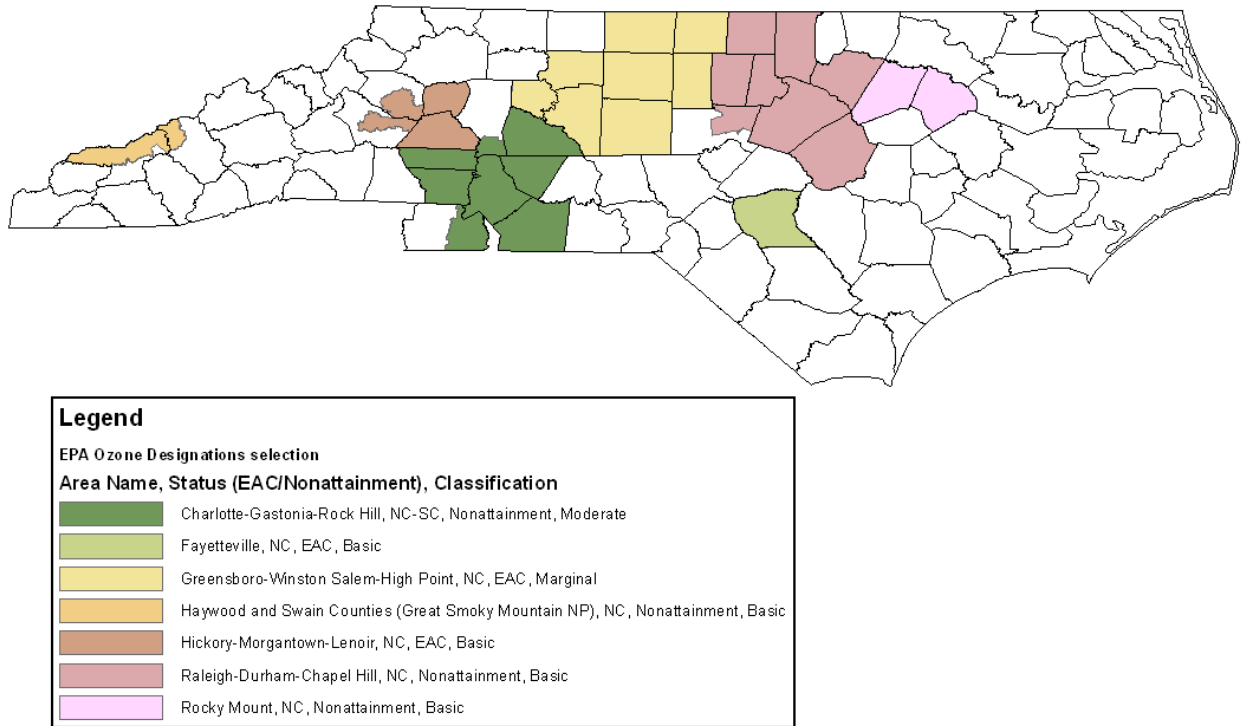 Legend
EPA Ozone Designations selection
Area Name, Status (EAC/Nonattainment), Classification
Charlotte-Gastonia-Rock Hill, NC-SC, Nonattainment, Moderate
Fayetteville, NC, EAC, Basic
Greensboro-Winston Salem-High Point, NC, EAC, Marginal
Haywood and Swain Counties (Great Smoky Mountain NP), NC, Nonattainment, Basic
Hickory-Morgantown-Lenoir, NC, EAC, Basic
Raleigh-Durham-Chapel Hill, NC, Nonattainment, Basic
Rocky Mount, NC, Nonattainment, Basic